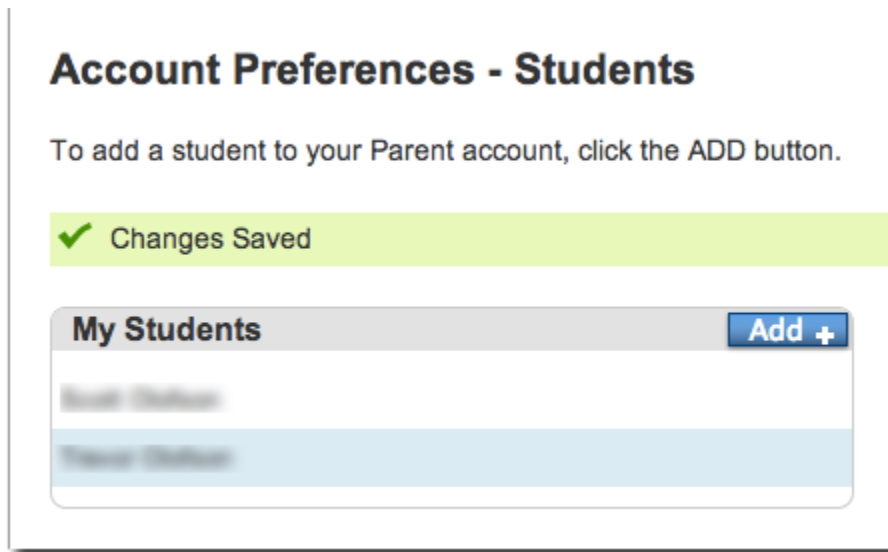 Account Preferences - Students
To add a student to your Parent account, click the ADD button.
Changes Saved
My Students
Add +